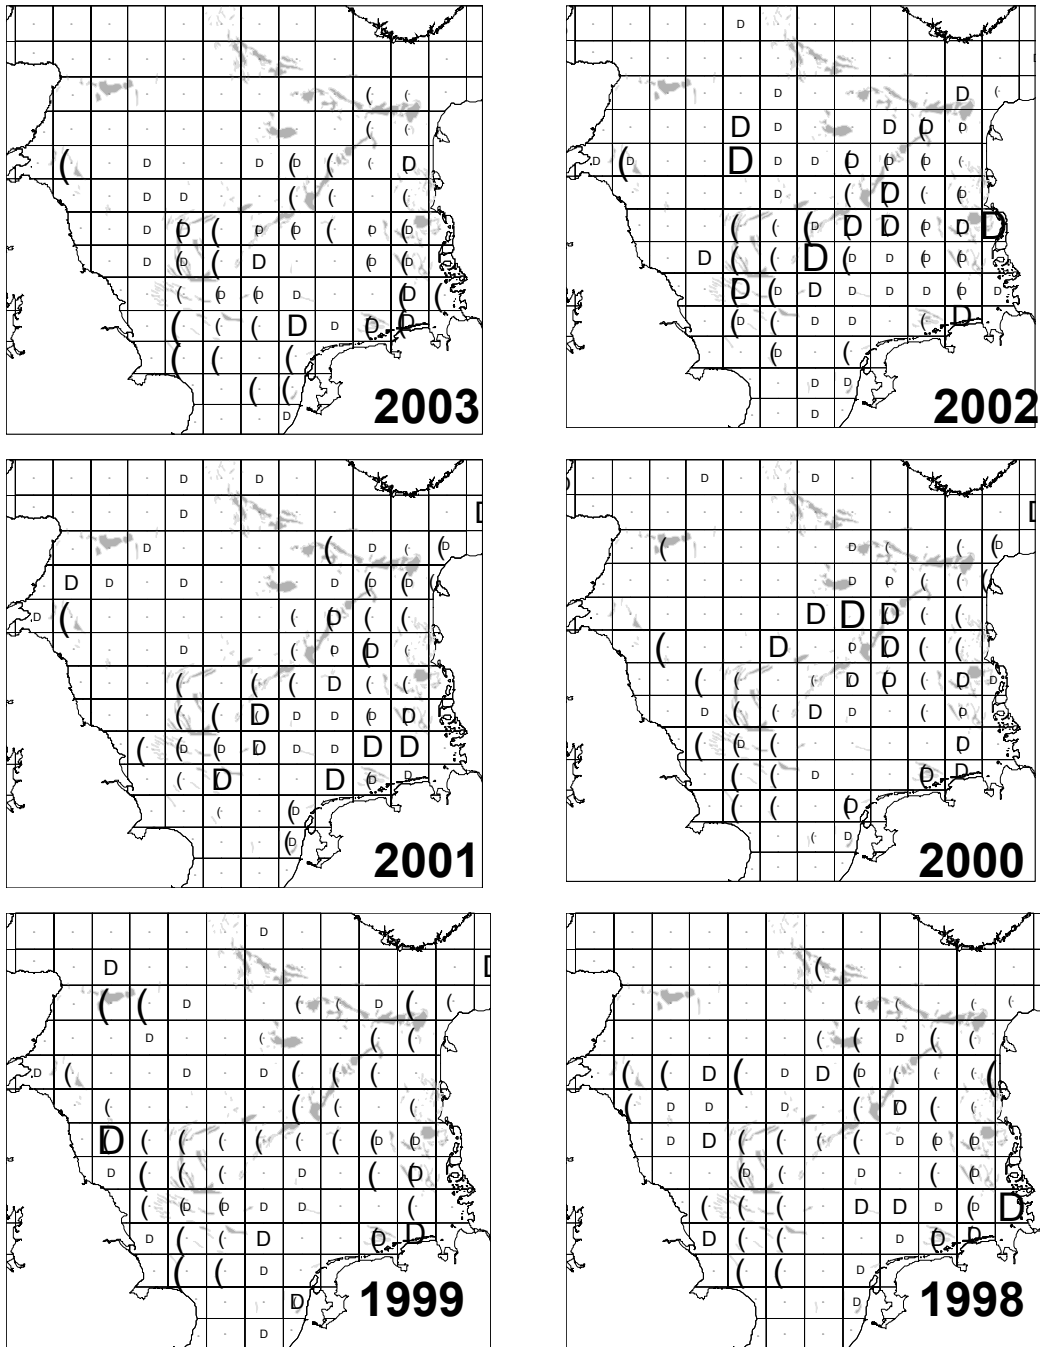 ( (
( (
( D D (D ( ( (D
D D ( (
D (D ( D D ( D (D
D (D ( D (D (D
( (D (D D (D (
( ( ( D D (D (D
( ( (
( (
D
2003
D
D D (
D D D (D D
D (D D D D (D D (D (
D ( (D ( (D
( ( (D (D (D ( (D D
D ( ( D (D D D ( (D
(D (D D D D D (D D
(D ( D D ( D
(D (
D D
D
2002
D D
D
D ( D ( (D
D D D D (D (D (
D ( ( (D ( (
D ( (D (D (
( ( ( D ( (
( ( (D D D (D (D
( (D (D (D D D D D
( (D D (D D
( (D
(D
2001
D D
D
( D ( ( (D
D D ( ( (
D D (D ( (
( D D (D ( (
( ( ( (D (D ( (D D
D ( ( D D ( D
( (D ( D
( ( D (D D
( ( (D
( D
2000
D
D
( ( D ( ( D ( (
D ( ( (
D ( D D ( ( (
( ( ( (
(D ( ( ( ( ( ( ( D D
D ( ( ( D ( (D
( (D (D D D (
D ( ( D (D D
( ( D
D
D
1999
(
( ( ( (
( ( D ( (
( ( D ( D D (D ( ( ( (
( D D D ( (D ( (
D D ( ( ( ( D D (D
(D ( ( (D
( ( ( D D D (D D
D ( ( D D D
( ( D
D
1998